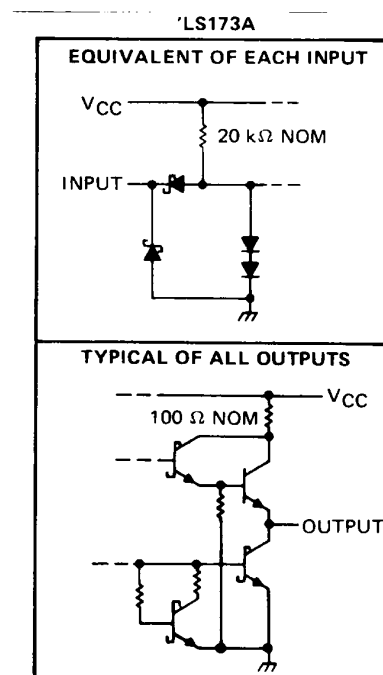 'LS173A
EQUIVALENT OF EACH INPUT
VCC
20 kΩ NOM
INPUT
TYPICAL OF ALL OUTPUTS
VCC
100 Ω NOM
OUTPUT